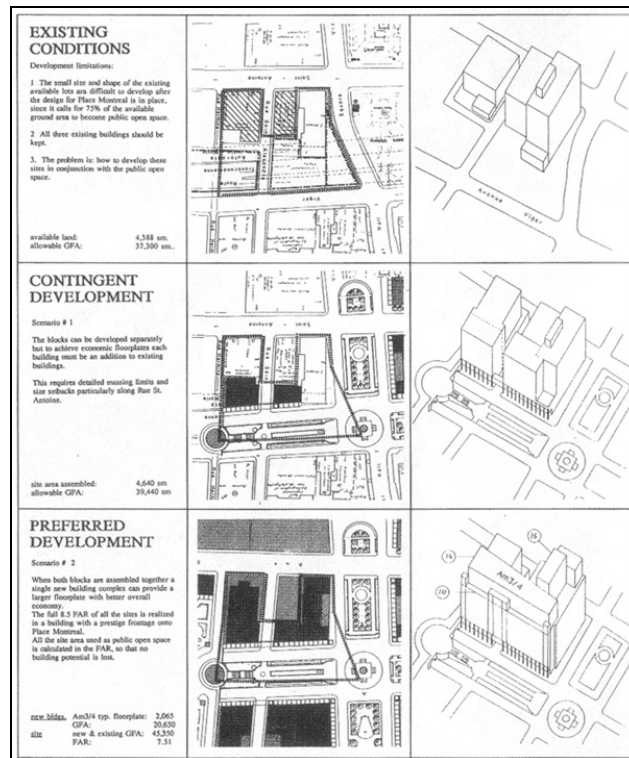 EXISTING
CONDITIONS
Development limitations:
1 The small size and shape of the existing
available lots are difficult to develop after
the design for Place Montreal is in place,
since it calls for 75% of the available
ground area to become public open space.
2 All three existing buildings should be
kept.
3. The problem is: how to develop these
sites in conjunction with the public open
space.
available land: 4,388 sm.
allowable GFA: 37,300 sm..
Saint - Antoine
Square
Viger
Avenue Viger
CONTINGENT
DEVELOPMENT
Scenario # 1
The blocks can be developed separately
but to achieve economic floorplates each
building must be an addition to existing
buildings.
This requires detailed massing limits and
size setbacks particularly along Rue St.
Antoine.
site area assembled: 4,640 sm
allowable GFA: 39,440 sm
Saint - Antoine
PREFERRED
DEVELOPMENT
Scenario # 2
When both blocks are assembled together a
single new building complex can provide a
larger floorplate with better overall
economy.
The full 8.5 FAR of all the sites is realized
in a building with a prestige frontage onto
Place Montreal.
All the site area used as public open space
is calculated in the FAR, so that no
building potential is lost.
new bldgs. Am3/4 typ. floorplate: 2,065
GFA: 20,650
site new & existing GFA: 45,350
FAR: 7.51
16
14
Am3/4
10